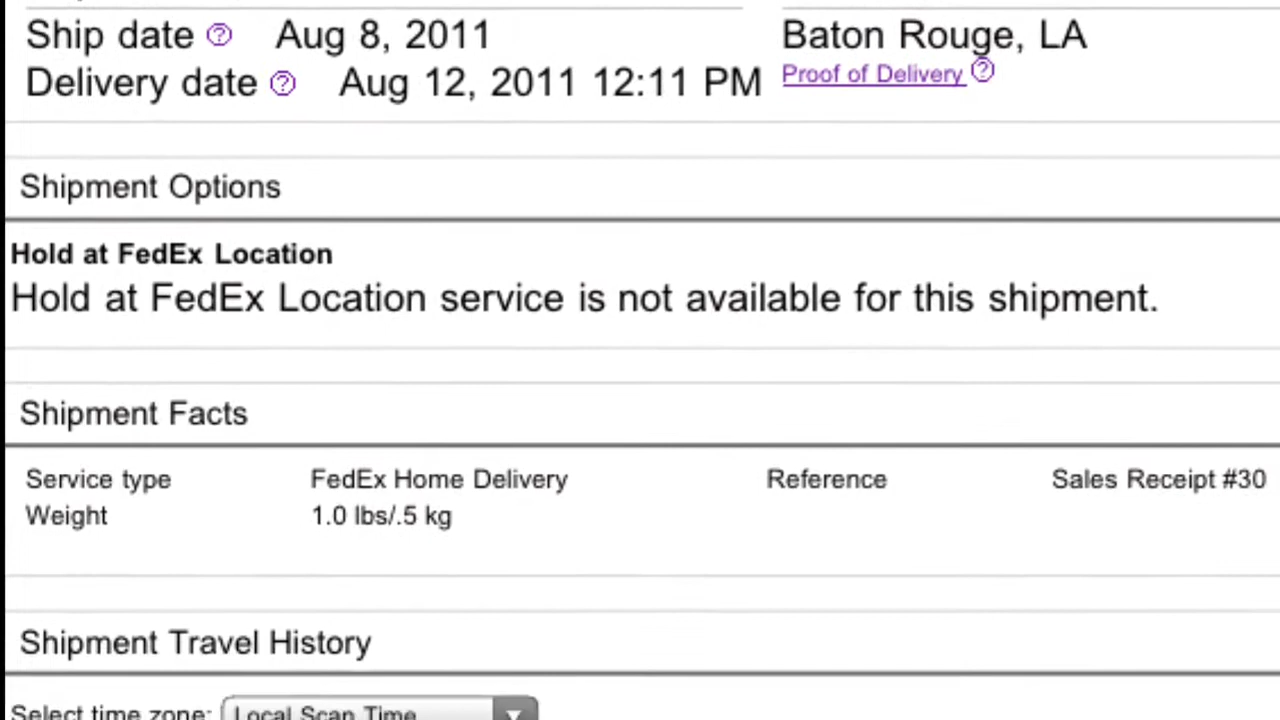 Ship date ? Aug 8, 2011 Baton Rouge, LA
Delivery date ? Aug 12, 2011 12:11 PM Proof of Delivery ?
Shipment Options
Hold at FedEx Location
Hold at FedEx Location service is not available for this shipment.
Shipment Facts
Service type FedEx Home Delivery Reference Sales Receipt #30
Weight 1.0 lbs/.5 kg
Shipment Travel History
Select time zone: Local Scan Time